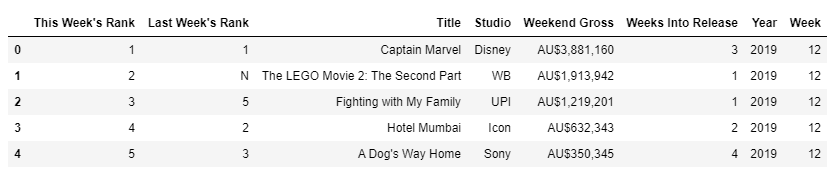 This Week's Rank Last Week's Rank Title Studio Weekend Gross Weeks Into Release Year Week
0 1 1 Captain Marvel Disney AU$3,881,160 3 2019 12
1 2 N The LEGO Movie 2: The Second Part WB AU$1,913,942 1 2019 12
2 3 5 Fighting with My Family UPI AU$1,219,201 1 2019 12
3 4 2 Hotel Mumbai Icon AU$632,343 2 2019 12
4 5 3 A Dog's Way Home Sony AU$350,345 4 2019 12